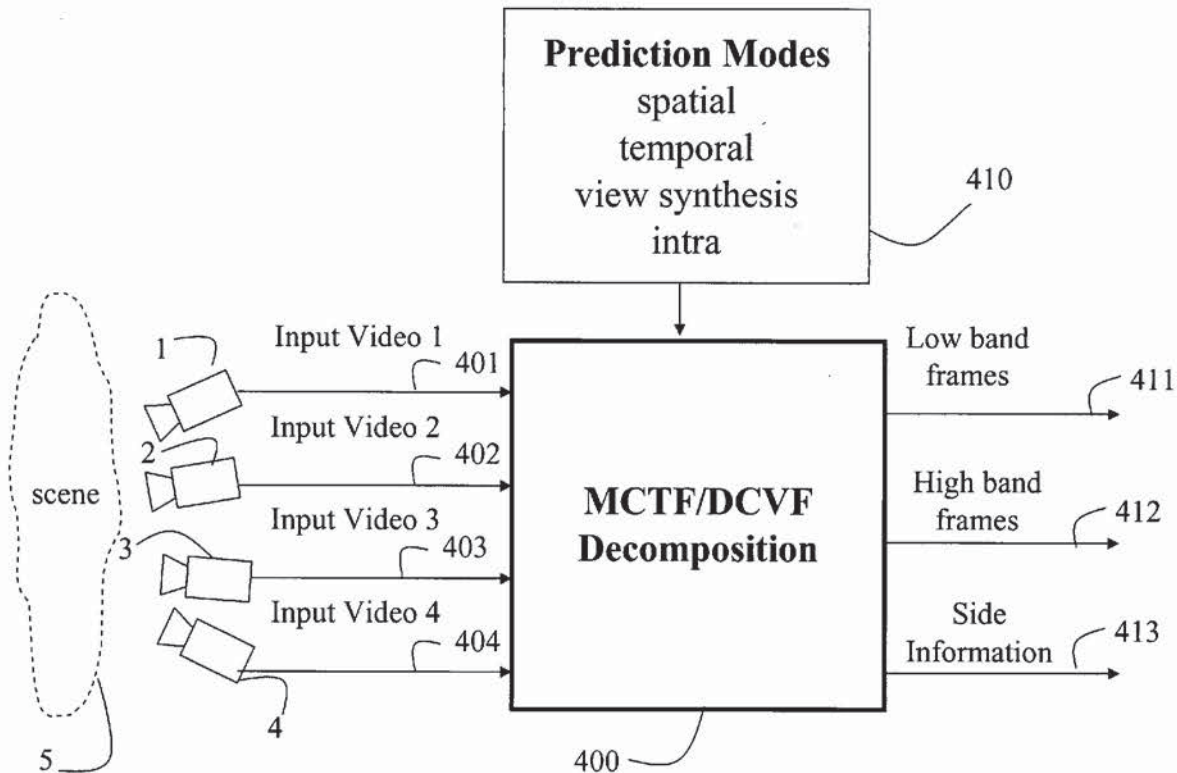 Prediction Modes
spatial
temporal
view synthesis
intra
410
scene
5
1
Input Video 1
401
2
Input Video 2
402
3
Input Video 3
403
4
Input Video 4
404
MCTF/DCVF
Decomposition
400
Low band
frames
411
High band
frames
412
Side
Information
413